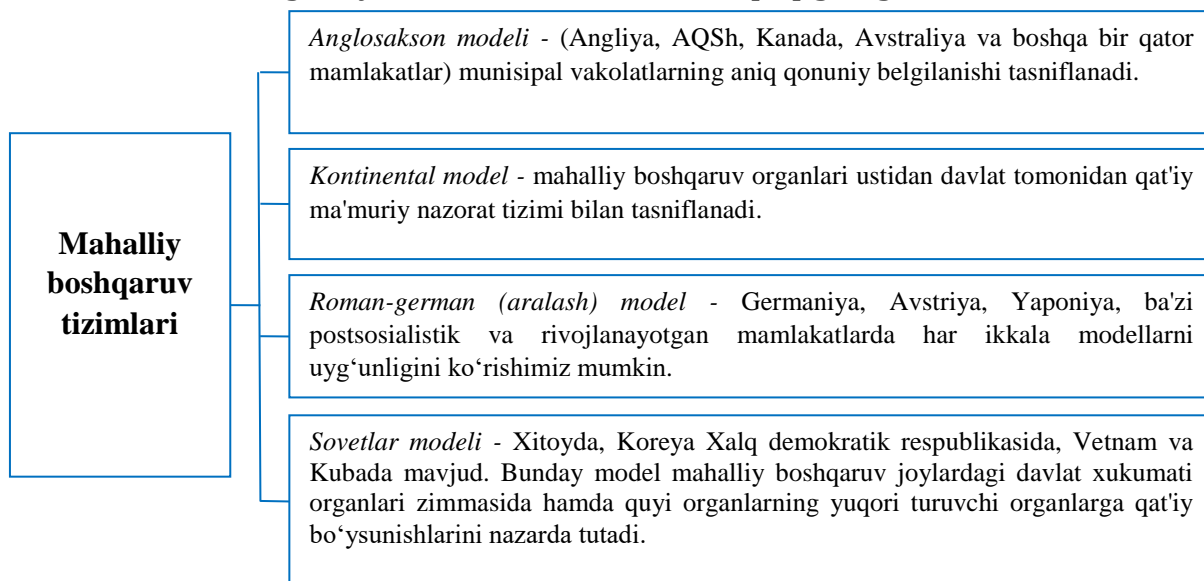 Anglosakson modeli - (Angliya, AQSh, Kanada, Avstraliya va boshqa bir qator
mamlakatlar) munisipal vakolatlarning aniq qonuniy belgilanishi tasniflanadi.
Kontinental model - mahalliy boshqaruv organlari ustidan davlat tomonidan qat'iy
ma'muriy nazorat tizimi bilan tasniflanadi.
Mahalliy
boshqaruv
tizimlari
Roman-german (aralash) model - Germaniya, Avstriya, Yaponiya, ba'zi
postsosialistik va rivojlanayotgan mamlakatlarda har ikkala modellarni
uyg‘unligini ko‘rishimiz mumkin.
Sovetlar modeli - Xitoyda, Koreya Xalq demokratik respublikasida, Vetnam va
Kubada mavjud. Bunday model mahalliy boshqaruv joylardagi davlat xukumati
organlari zimmasida hamda quyi organlarning yuqori turuvchi organlarga qat'iy
bo‘ysunishlarini nazarda tutadi.